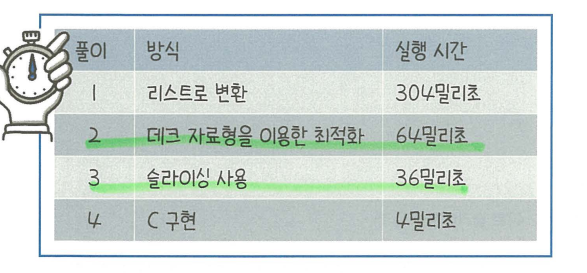 풀이 방식 실행 시간
1 리스트로 변환 304밀리초
2 데크 자료형을 이용한 최적화 64밀리초
3 슬라이싱 사용 36밀리초
4 C 구현 4밀리초